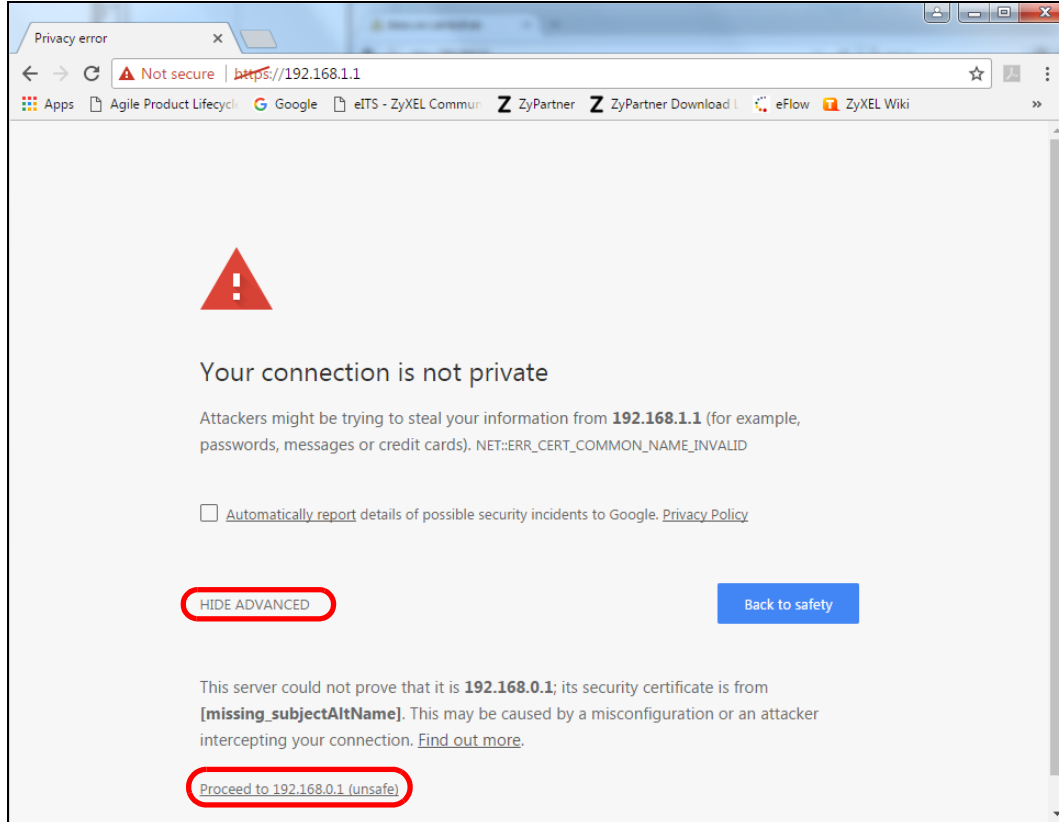 Privacy error
Not secure | https://192.168.1.1
Apps Agile Product Lifecycl Google eITS - ZyXEL Commun Z ZyPartner Z ZyPartner Download L eFlow ZyXEL Wiki »
Your connection is not private
Attackers might be trying to steal your information from 192.168.1.1 (for example,
passwords, messages or credit cards). NET::ERR_CERT_COMMON_NAME_INVALID
Automatically report details of possible security incidents to Google. Privacy Policy
HIDE ADVANCED
Back to safety
This server could not prove that it is 192.168.0.1; its security certificate is from
[missing_subjectAltName]. This may be caused by a misconfiguration or an attacker
intercepting your connection. Find out more.
Proceed to 192.168.0.1 (unsafe)